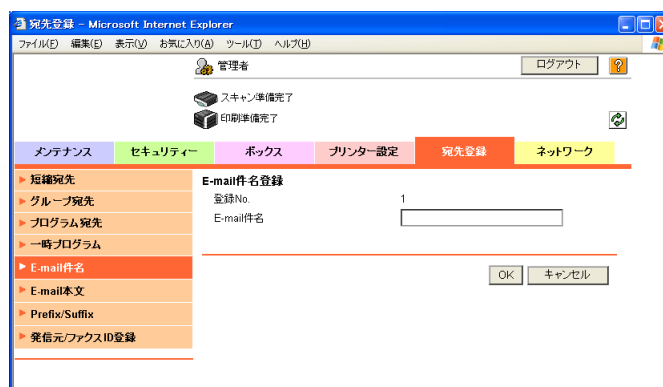 宛先登録 - Microsoft Internet Explorer
ファイル(F) 編集(E) 表示(V) お気に入り(A) ツール(T) ヘルプ(H)
管理者 ログアウト ?
スキャン準備完了
印刷準備完了
メンテナンス セキュリティー ボックス プリンター設定 宛先登録 ネットワーク
短縮宛先
グループ宛先
プログラム宛先
一時プログラム
E-mail件名
E-mail本文
Prefix/Suffix
発信元/ファクスID登録
E-mail件名登録
登録No. 1
E-mail件名
OK キャンセル